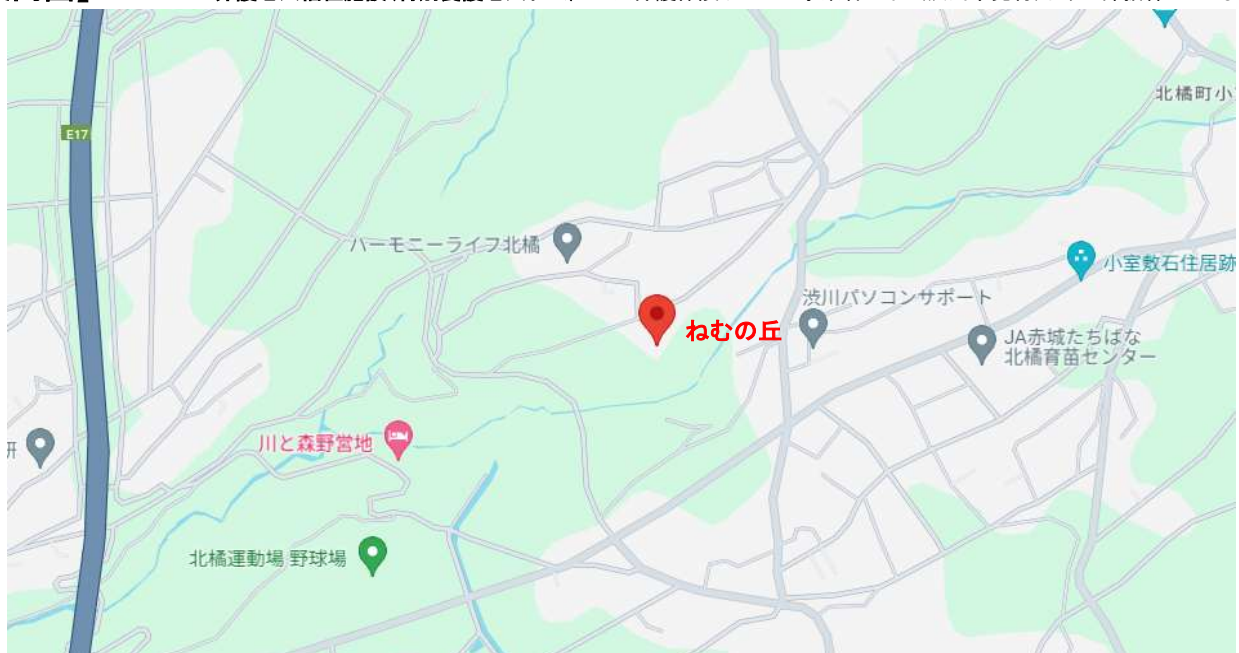 北橘町小
E17
ハーモニーライフ北橘
小室敷石住居跡
渋川パソコンサポート
ねむの丘
JA赤城たちばな
北橘育苗センター
川と森野営地
研
北橘運動場 野球場